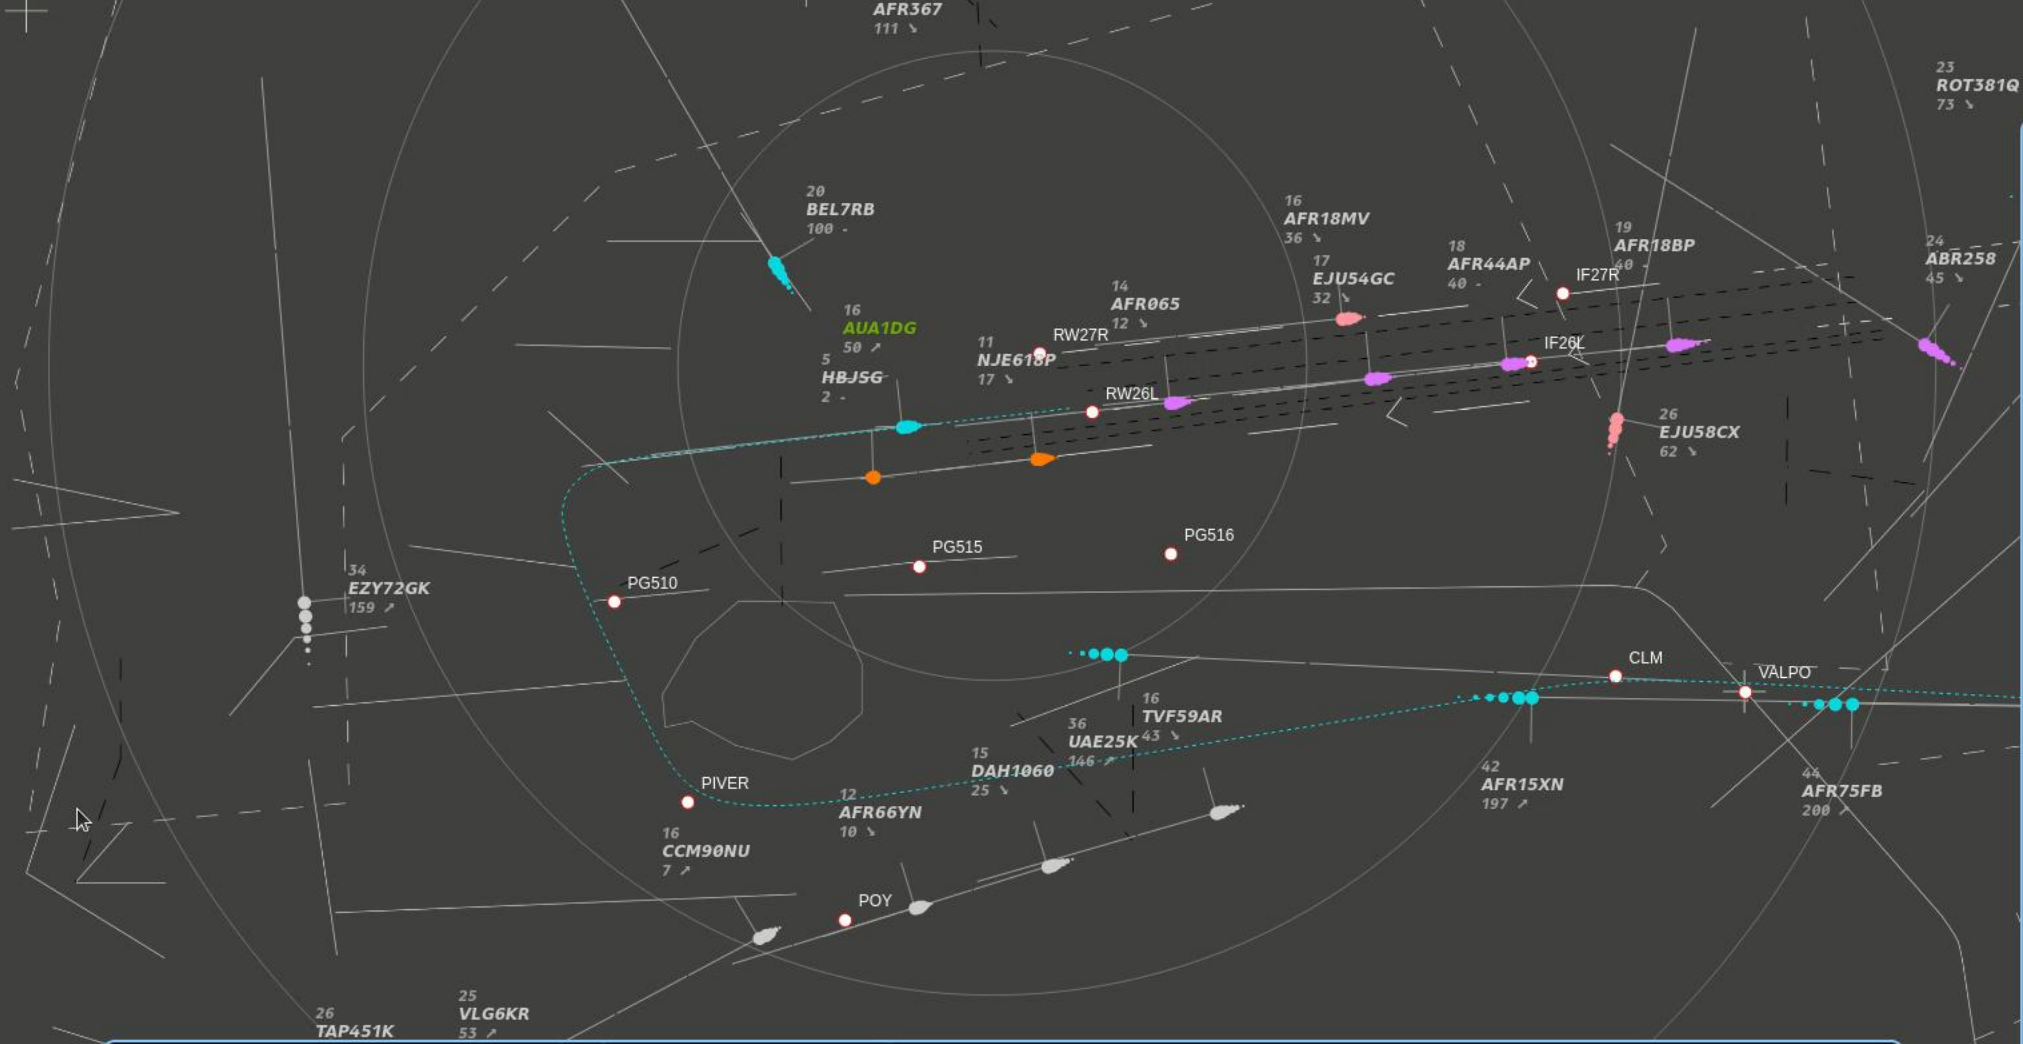 AFR367
111 ↘
23
ROT381Q
73 ↘
20
BEL7RB
100 -
16
AFR18MV
36 ↘
19
AFR18BP
40 -
24
ABR258
45 ↘
18
AFR44AP
40 -
17
EJU54GC
32 ↘
IF27R
14
AFR065
12 ↘
16
AUA1DG
50 ↗
RW27R
11
NJE618P
17 ↘
IF26L
5
HBJSG
2 -
RW26L
26
EJU58CX
62 ↘
PG516
PG515
34
EZY72GK
159 ↗
PG510
CLM
VALPO
16
TVF59AR
43 ↘
36
UAE25K
146 ↗
15
DAH1060
25 ↘
42
AFR15XN
197 ↗
44
AFR75FB
200 ↗
PIVER
12
AFR66YN
10 ↘
16
CCM90NU
7 ↗
POY
25
VLG6KR
53 ↗
26
TAP451K